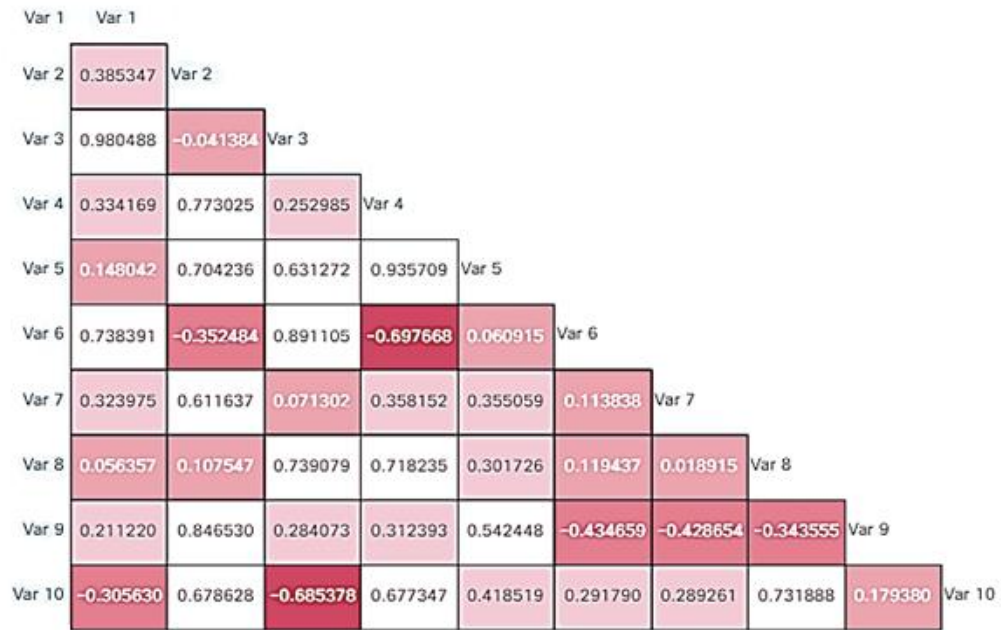 Var 1 Var 1
Var 2 0.385347 Var 2
Var 3 0.980488 -0.041384 Var 3
Var 4 0.334169 0.773025 0.252985 Var 4
Var 5 0.148042 0.704236 0.631272 0.935709 Var 5
Var 6 0.738391 -0.352484 0.891105 -0.697668 0.060915 Var 6
Var 7 0.323975 0.611637 0.071302 0.358152 0.355059 0.113838 Var 7
Var 8 0.056357 0.107547 0.739079 0.718235 0.301726 0.119437 0.018915 Var 8
Var 9 0.211220 0.846530 0.284073 0.312393 0.542448 -0.434659 -0.428654 -0.343555 Var 9
Var 10 -0.305630 0.678628 -0.685378 0.677347 0.418519 0.291790 0.289261 0.731888 0.179380 Var 10